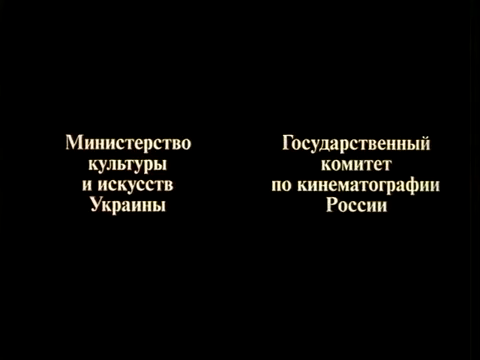 Министерство
культуры
и искусств
Украины
Государственный
комитет
по кинематографии
России